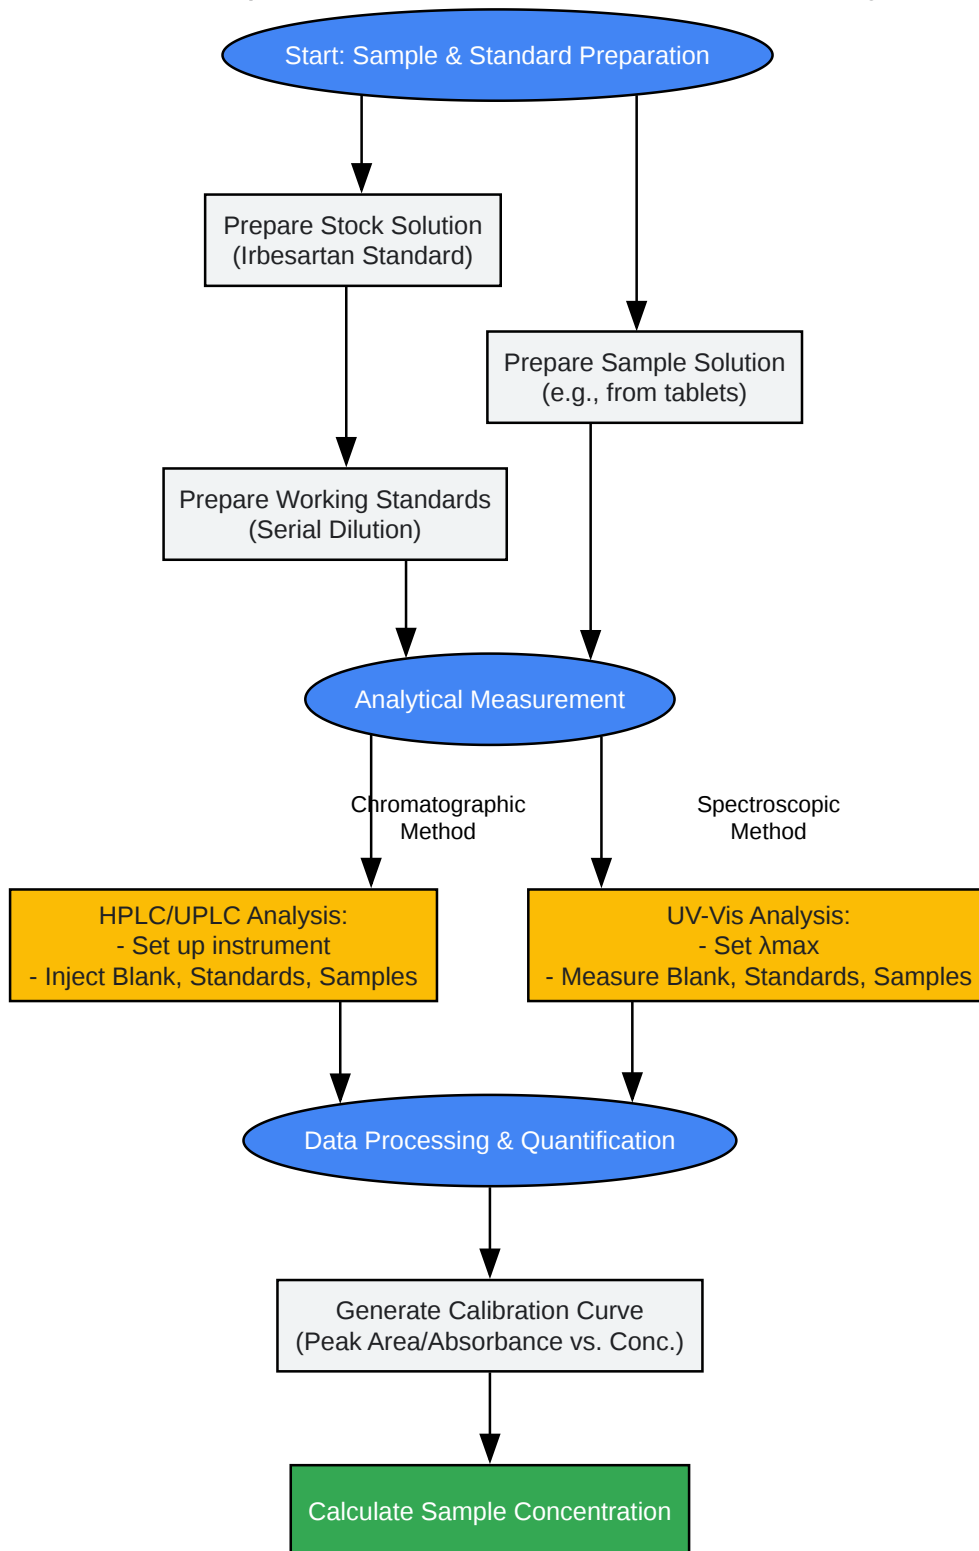 Start: Sample & Standard Preparation
Prepare Stock Solution
(Irbesartan Standard)
Prepare Sample Solution
(e.g., from tablets)
Prepare Working Standards
(Serial Dilution)
Analytical Measurement
Chromatographic
Method
Spectroscopic
Method
HPLC/UPLC Analysis:
- Set up instrument
- Inject Blank, Standards, Samples
UV-Vis Analysis:
- Set λmax
- Measure Blank, Standards, Samples
Data Processing & Quantification
Generate Calibration Curve
(Peak Area/Absorbance vs. Conc.)
Calculate Sample Concentration